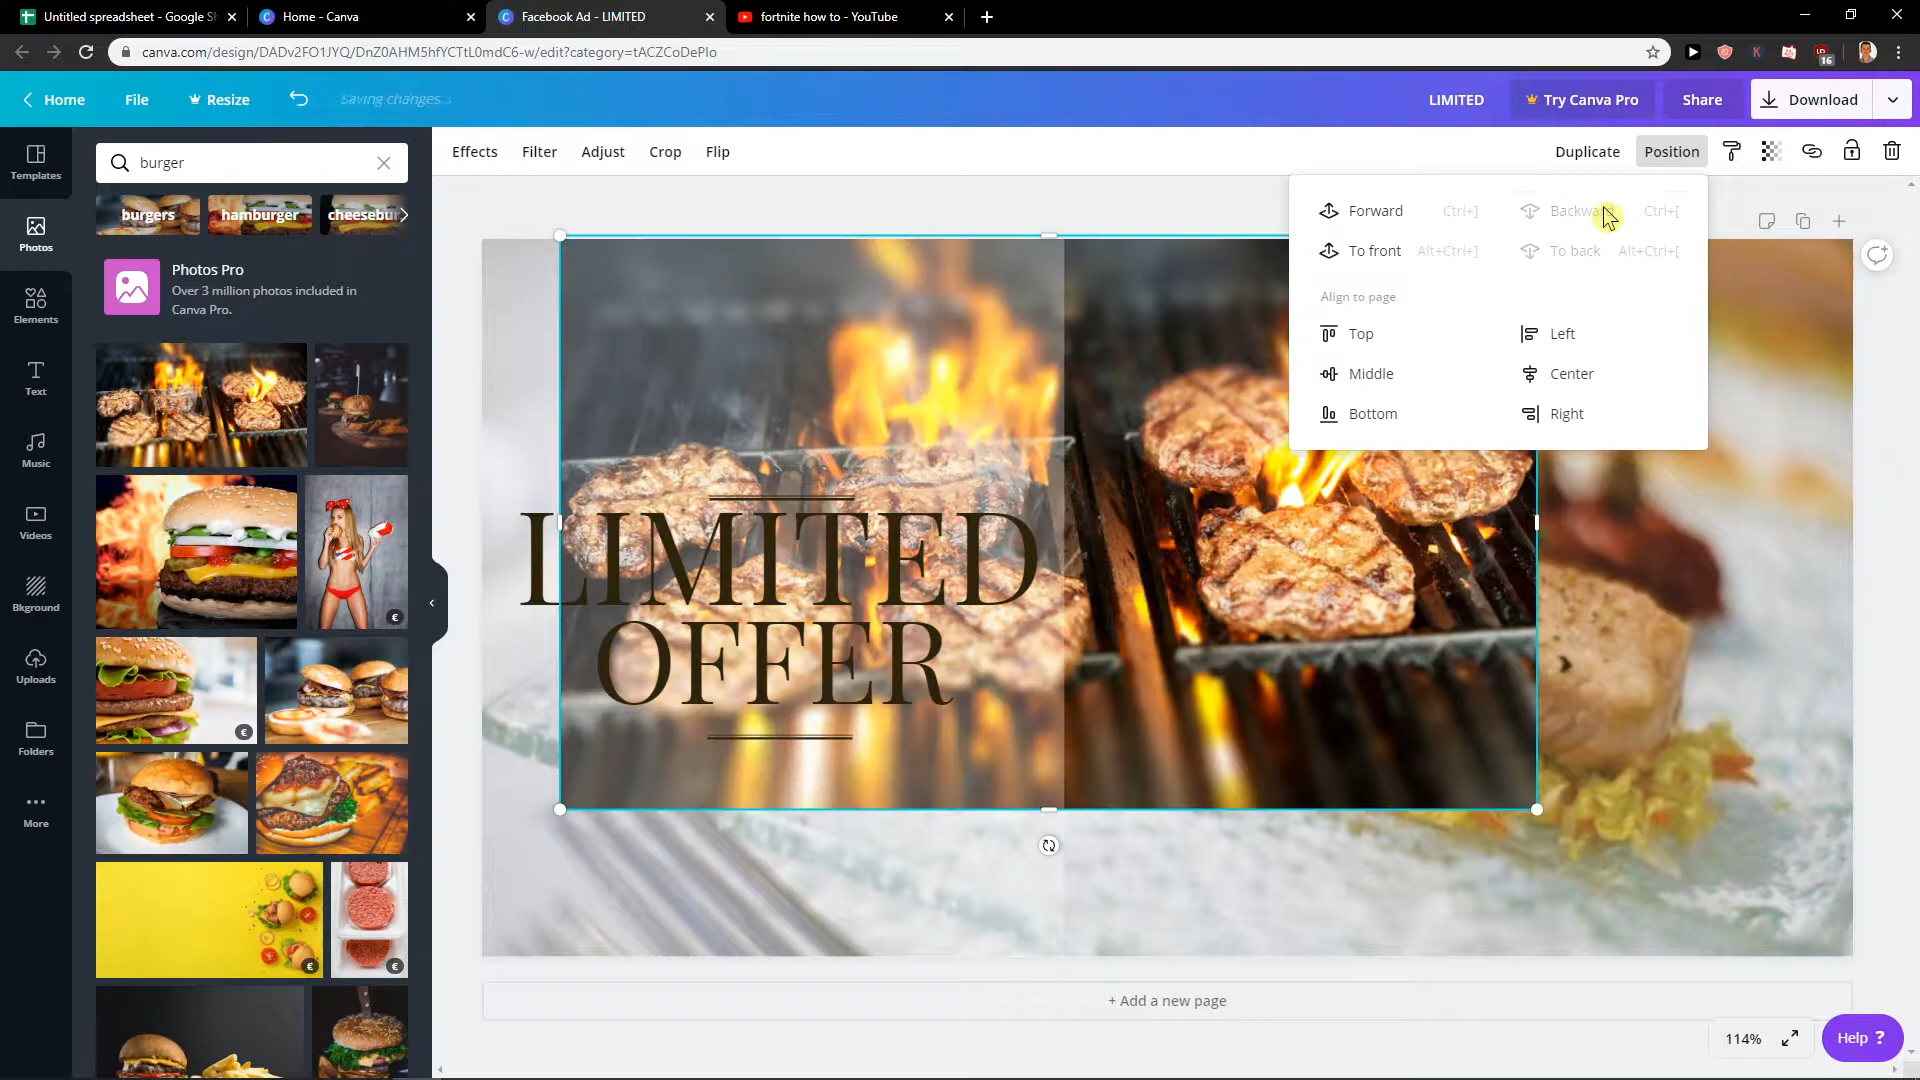 Untitled spreadsheet - Google Sh
Home - Canva
Facebook Ad - LIMITED
fortnite how to - YouTube
canva.com/design/DADv2FO1JYQ/DnZ0AHM5hfYCTtL0mdC6-w/edit?category=tACZCoDePlo
16
Home
File
Resize
Saving changes...
LIMITED
Try Canva Pro
Share
Download
Templates
Photos
Elements
Text
Music
Videos
Bkground
Uploads
Folders
More
burger
burgers
hamburger
cheesebur
Photos Pro
Over 3 million photos included in
Canva Pro.
Effects
Filter
Adjust
Crop
Flip
Duplicate
Position
Forward Ctrl+]
Backward Ctrl+[
To front Alt+Ctrl+]
To back Alt+Ctrl+[
Align to page
Top
Left
Middle
Center
Bottom
Right
LIMITED
OFFER
+ Add a new page
114%
Help ?